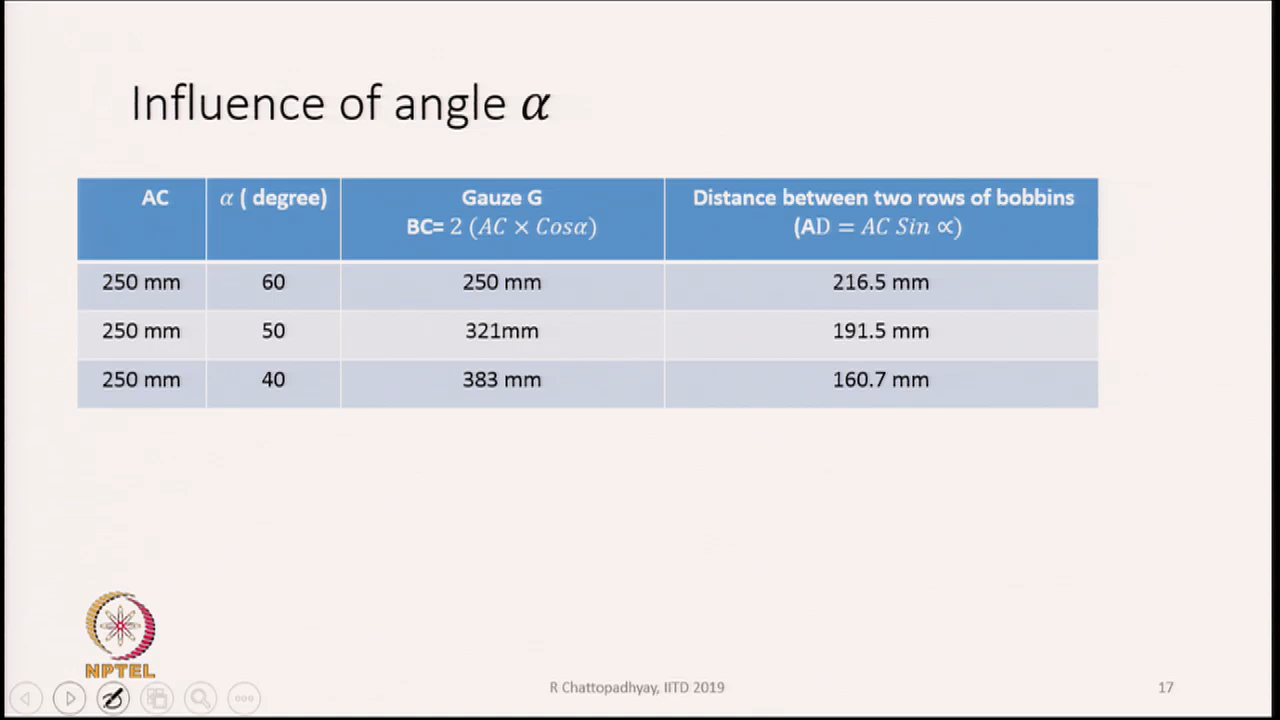 Influence of angle 𝛼
AC
𝛼 ( degree)
Gauze G
BC= 2 (𝐴𝐶 × 𝐶𝑜𝑠𝛼)
Distance between two rows of bobbins
(AD = 𝐴𝐶 𝑆𝑖𝑛 ∝)
250 mm 60 250 mm 216.5 mm
250 mm 50 321mm 191.5 mm
250 mm 40 383 mm 160.7 mm
NPTEL
R Chattopadhyay, IITD 2019
17